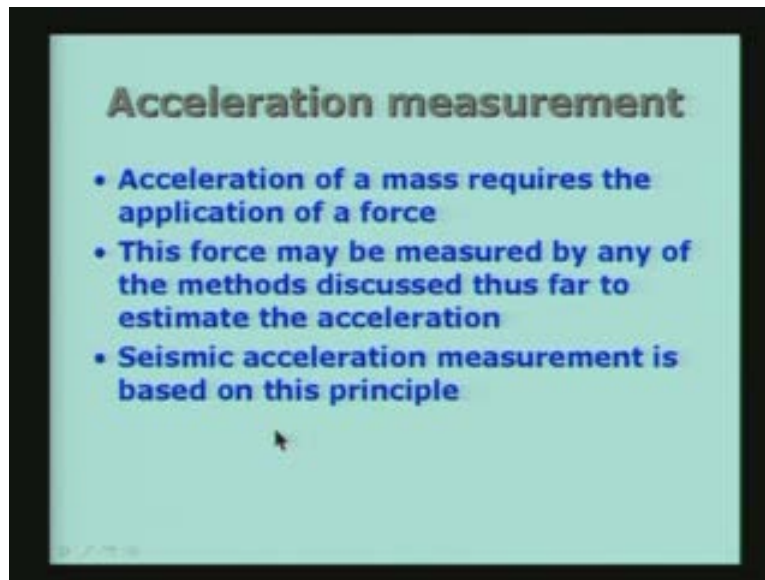 Acceleration measurement
• Acceleration of a mass requires the
application of a force
• This force may be measured by any of
the methods discussed thus far to
estimate the acceleration
• Seismic acceleration measurement is
based on this principle